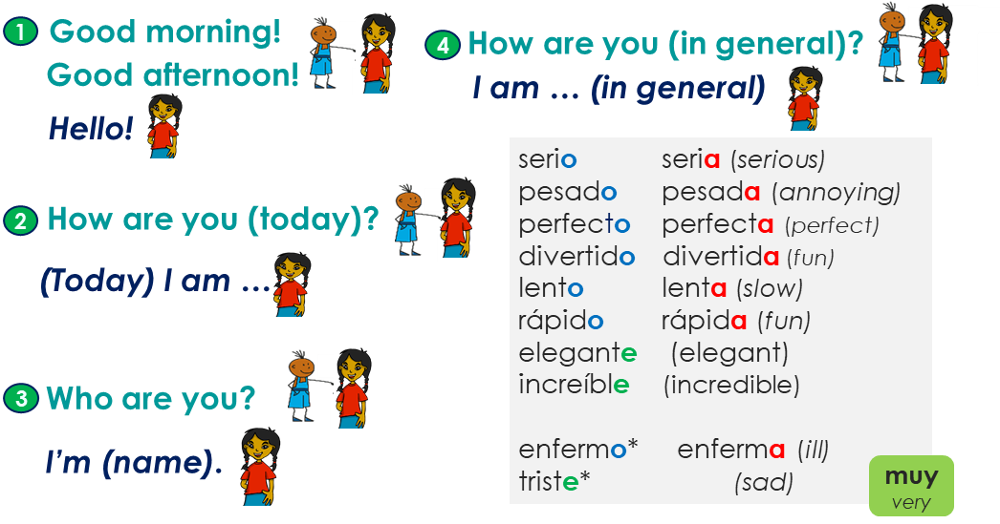 1 Good morning!
Good afternoon!
Hello!
2 How are you (today)?
(Today) I am …
3 Who are you?
I'm (name).
4 How are you (in general)?
I am … (in general)
serio seria (serious)
pesado pesada (annoying)
perfecto perfecta (perfect)
divertido divertida (fun)
lento lenta (slow)
rápido rápida (fun)
elegante (elegant)
increíble (incredible)
enfermo* enferma (ill)
triste* (sad)
muy
very